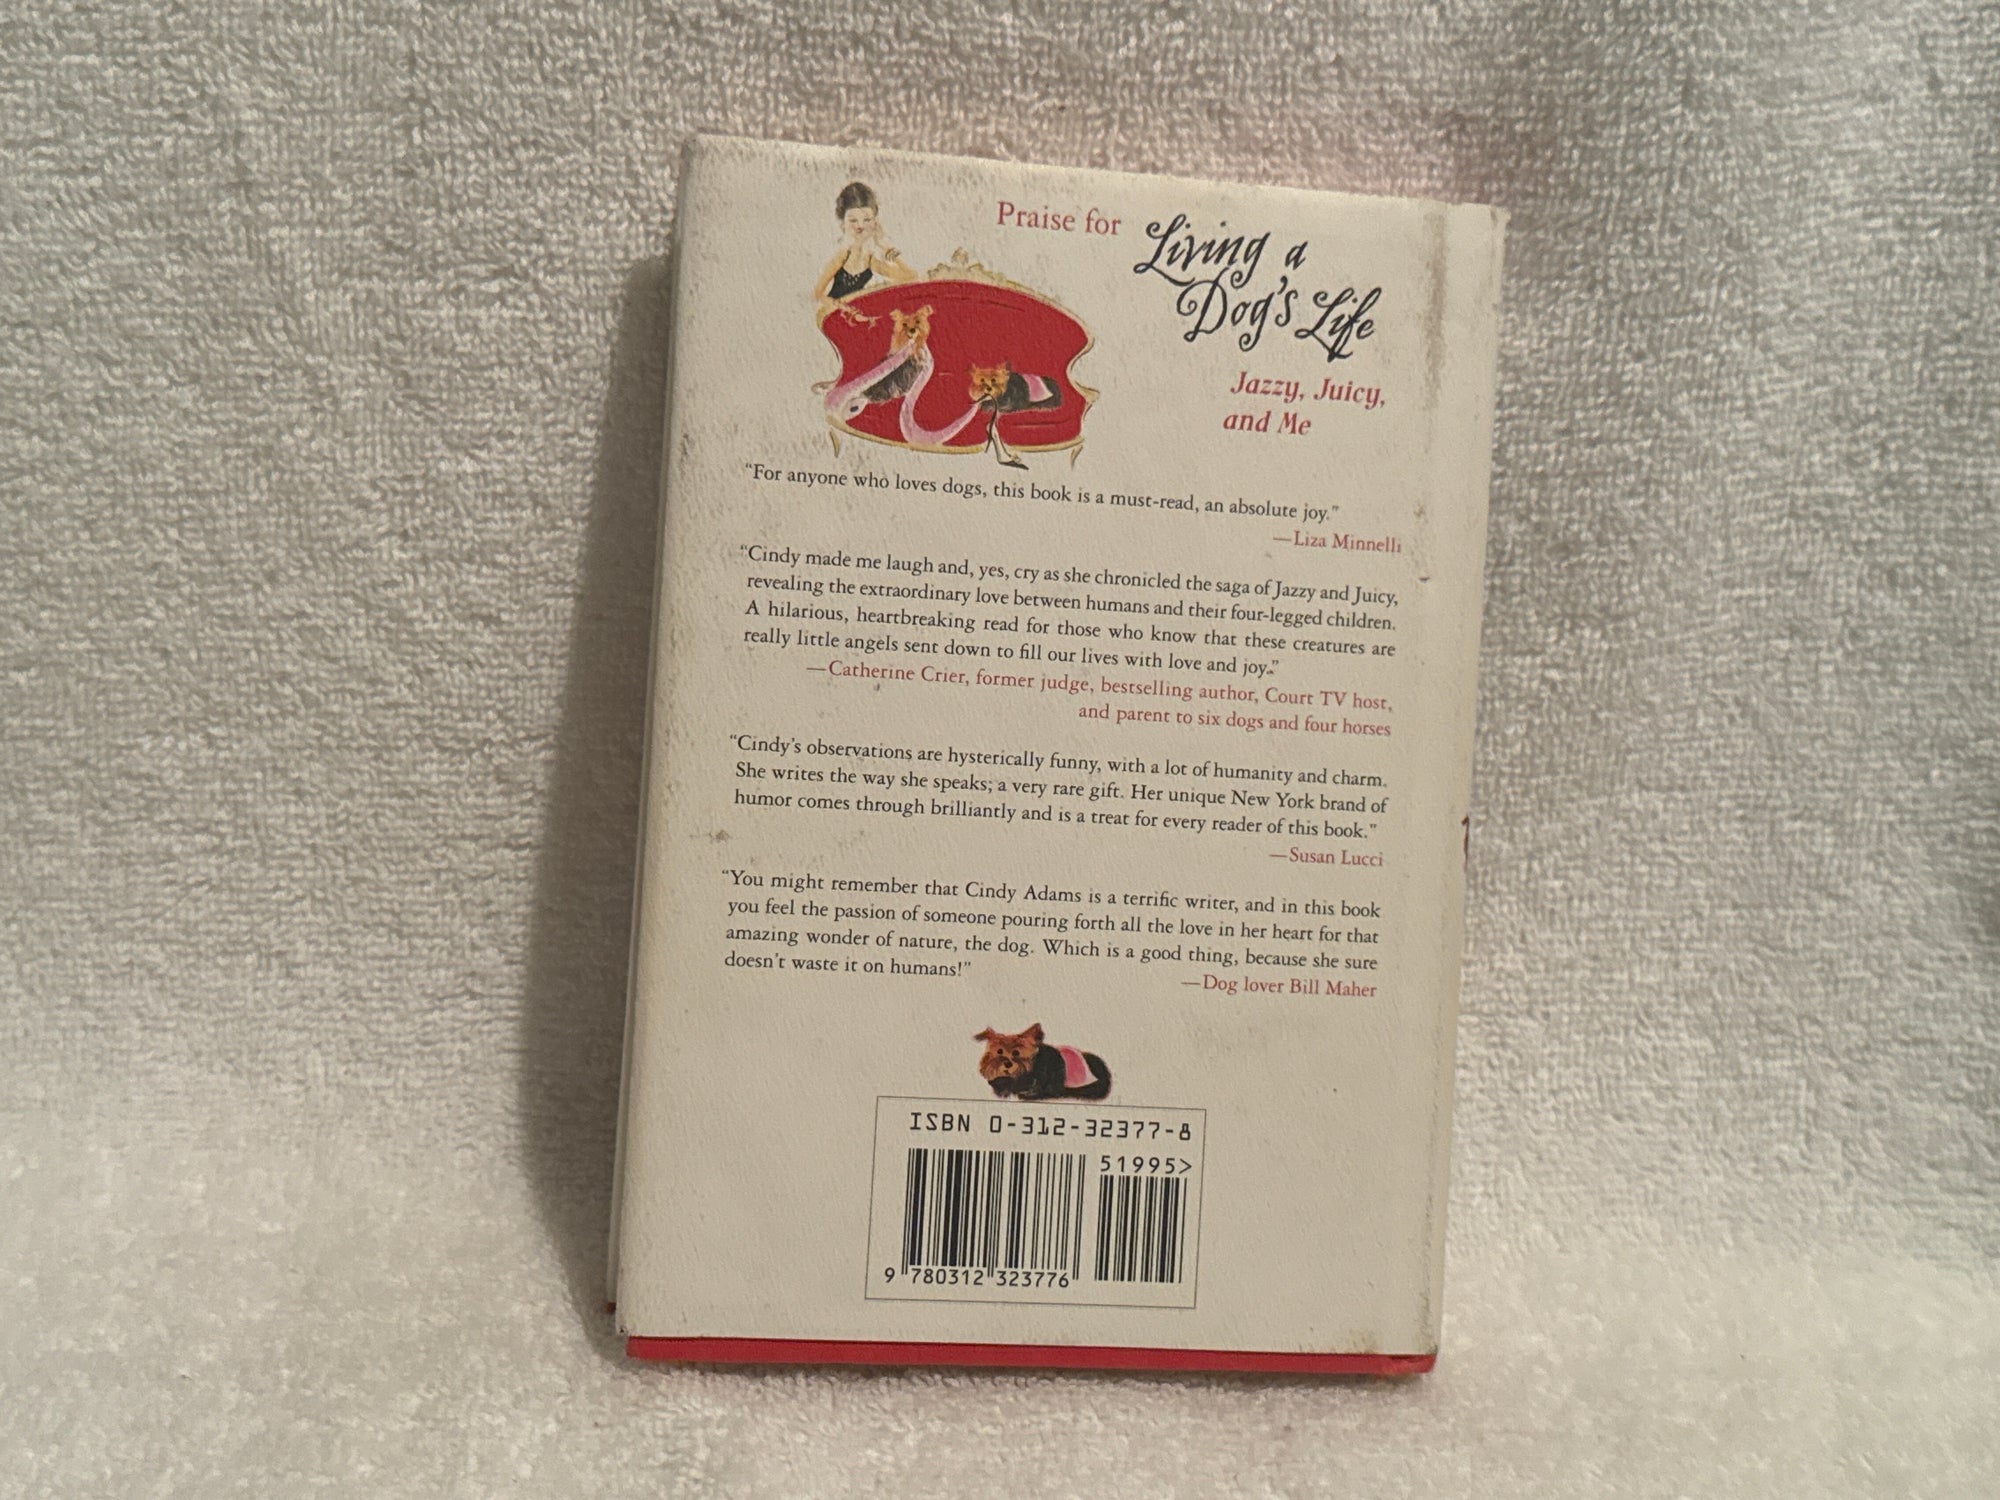 Praise for
Living a
Dog's Life
Jazzy, Juicy,
and Me
“For anyone who loves dogs, this book is a must-read, an absolute joy.”
—Liza Minnelli
“Cindy made me laugh and, yes, cry as she chronicled the saga of Jazzy and Juicy,
revealing the extraordinary love between humans and their four-legged children.
A hilarious, heartbreaking read for those who know that these creatures are
really little angels sent down to fill our lives with love and joy.”
—Catherine Crier, former judge, bestselling author, Court TV host,
and parent to six dogs and four horses
“Cindy’s observations are hysterically funny, with a lot of humanity and charm.
She writes the way she speaks; a very rare gift. Her unique New York brand of
humor comes through brilliantly and is a treat for every reader of this book.”
—Susan Lucci
“You might remember that Cindy Adams is a terrific writer, and in this book
you feel the passion of someone pouring forth all the love in her heart for that
amazing wonder of nature, the dog. Which is a good thing, because she sure
doesn’t waste it on humans!”
—Dog lover Bill Maher
ISBN 0-312-32377-8
51995>
9 780312 323776